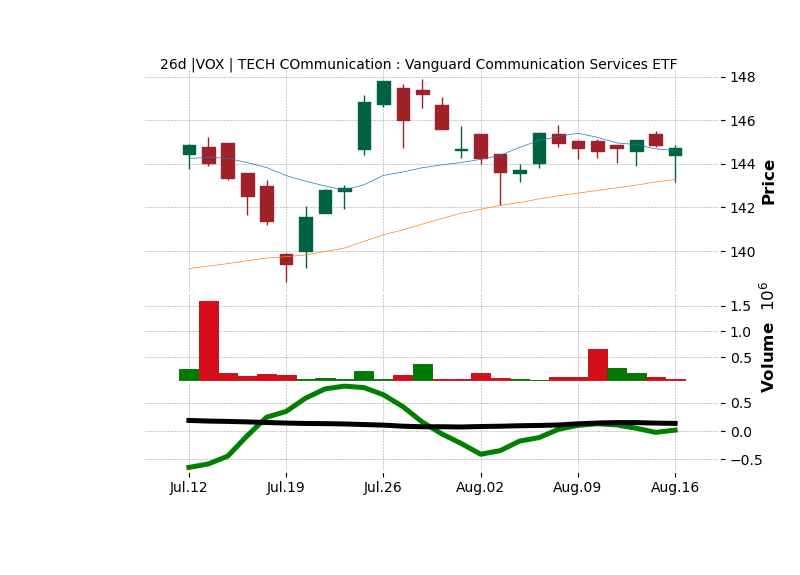 26d |VOX | TECH COmmunication : Vanguard Communication Services ETF
148
146
144
142
140
Price
10⁶
1.5
1.0
0.5
Volume
0.5
0.0
−0.5
Jul.12
Jul.19
Jul.26
Aug.02
Aug.09
Aug.16